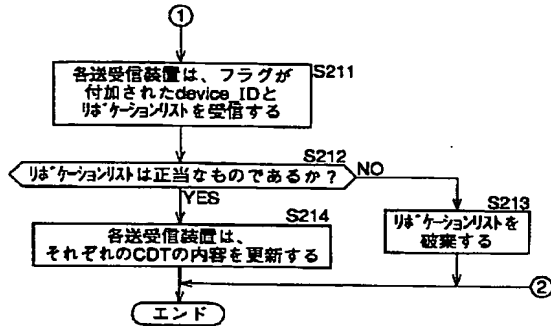 ①
各送受信装置は、フラグが
付加されたdevice_IDと
ﾘﾎﾞｹｰｼｮﾝﾘｽﾄを受信する
S211
S212
ﾘﾎﾞｹｰｼｮﾝﾘｽﾄは正当なものであるか？
NO
YES
S213
ﾘﾎﾞｹｰｼｮﾝﾘｽﾄを
破棄する
S214
各送受信装置は、
それぞれのCDTの内容を更新する
②
エンド